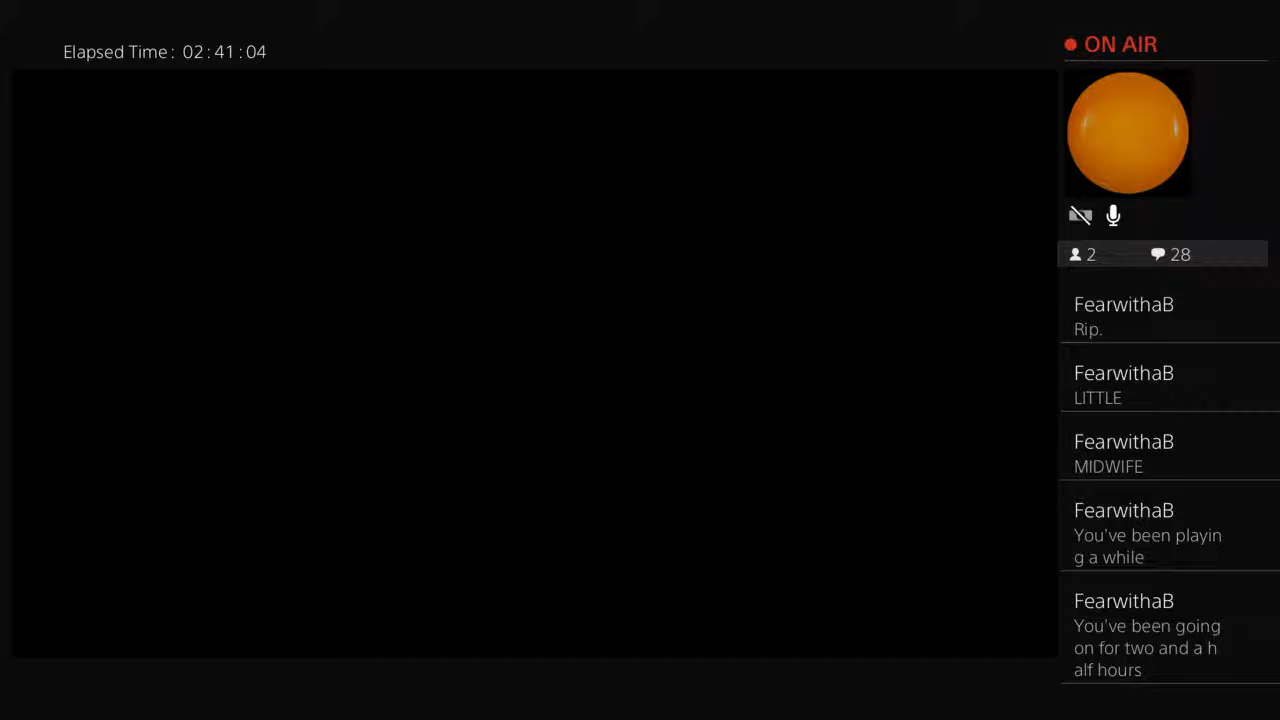 Elapsed Time: 02:41:04
ON AIR
2 28
FearwithaB
Rip.
FearwithaB
LITTLE
FearwithaB
MIDWIFE
FearwithaB
You've been playin
g a while
FearwithaB
You've been going
on for two and a h
alf hours